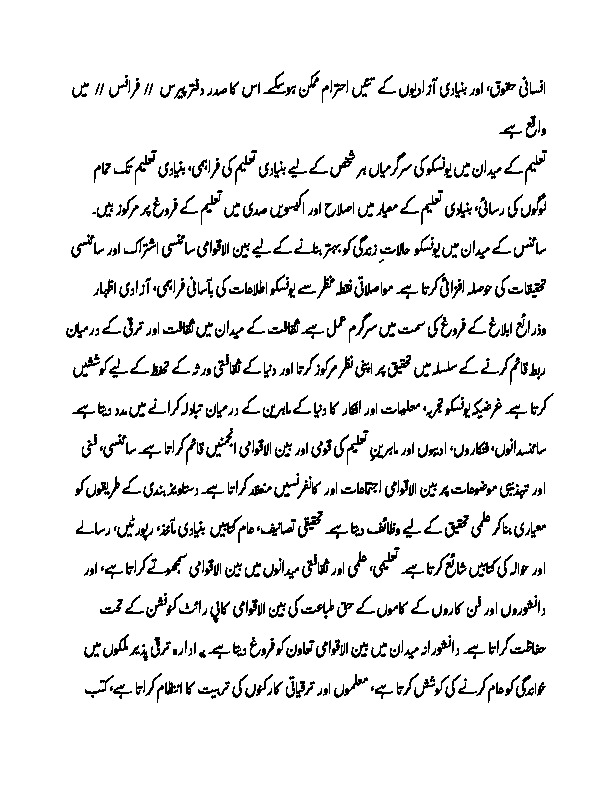 انسانی حقوق، اور بنیادی آزادیوں کے تئیں احترام ممکن ہوسکے۔ اس کا صدر دفتر پیرس // فرانس // میں
واقع ہے۔
تعلیم کے میدان میں یونسکو کی سرگرمیاں ہر شخص کے لیے بنیادی تعلیم کی فراہمی، بنیادی تعلیم تک تمام
لوگوں کی رسائی، بنیادی تعلیم کے معیار میں اصلاح اور اکیسویں صدی میں تعلیم کے فروغ پر مرکوز ہیں۔
سائنس کے میدان میں یونسکو حالاتِ زندگی کو بہتر بنانے کے لیے بین الاقوامی سائنسی اشتراک اور سائنسی
تحقیقات کی حوصلہ افزائی کرتا ہے۔ مواصلاتی نقطہ نظر سے یونسکو اطلاعات کی بآسانی فراہمی، آزادی اظہار
وذرائع ابلاغ کے فروغ کی سمت میں سرگرم عمل ہے۔ ثقافت کے میدان میں ثقافت اور ترقی کے درمیان
ربط قائم کرنے کے سلسلہ میں تحقیق پر اپنی نظر مرکوز کرتا اور دنیا کے ثقافتی ورثہ کے تحفظ کے لیے کوششیں
کرتا ہے۔ غرضیکہ یونسکو تجربہ، معلومات اور افکار کا دنیا کے ماہرین کے درمیان تبادلہ کرانے میں مدد دیتا ہے۔
سائنسدانوں، فنکاروں، ادیبوں اور ماہرینِ تعلیم کی قومی اور بین الاقوامی انجمنیں قائم کراتا ہے۔ سائنسی، فنی
اور تہذیبی موضوعات پر بین الاقوامی اجتماعات اور کانفرنسیں منعقد کراتا ہے۔ دستاویز بندی کے طریقوں کو
معیاری بنا کر علمی تحقیق کے لیے وظائف دیتا ہے۔ تحقیقی تصانیف، عام کتابیں بنیادی مآخذ، رپورٹیں، رسالے
اور حوالہ کی کتابیں شائع کرتا ہے۔ تعلیمی، علمی اور ثقافتی میدانوں میں بین الاقوامی سمجھوتے کراتا ہے، اور
دانشوروں اور فن کاروں کے کاموں کے حق طباعت کی بین الاقوامی کاپی رائٹ کونشن کے تحت
حفاظت کراتا ہے۔ دانشورانہ میدان میں بین الاقوامی تعاون کو فروغ دیتا ہے۔ یہ ادارہ ترقی پذیر ملکوں میں
خواندگی کو عام کرنے کی کوشش کرتا ہے، معلموں اور ترقیاتی کارکنوں کی تربیت کا انتظام کراتا ہے، کتب